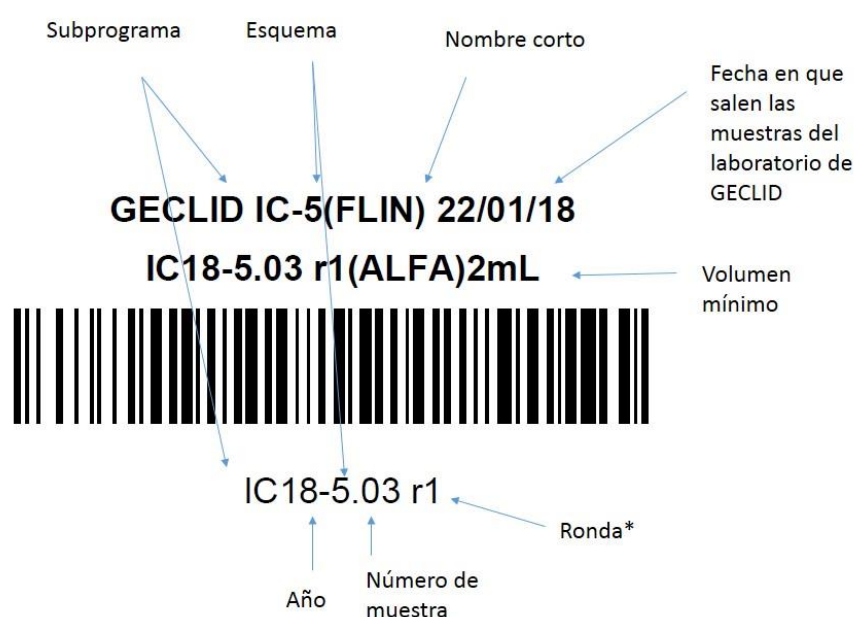 Subprograma
Esquema
Nombre corto
Fecha en que
salen las
muestras del
laboratorio de
GECLID
GECLID IC-5(FLIN) 22/01/18
IC18-5.03 r1(ALFA)2mL
Volumen
mínimo
IC18-5.03 r1
Ronda*
Año
Número de
muestra